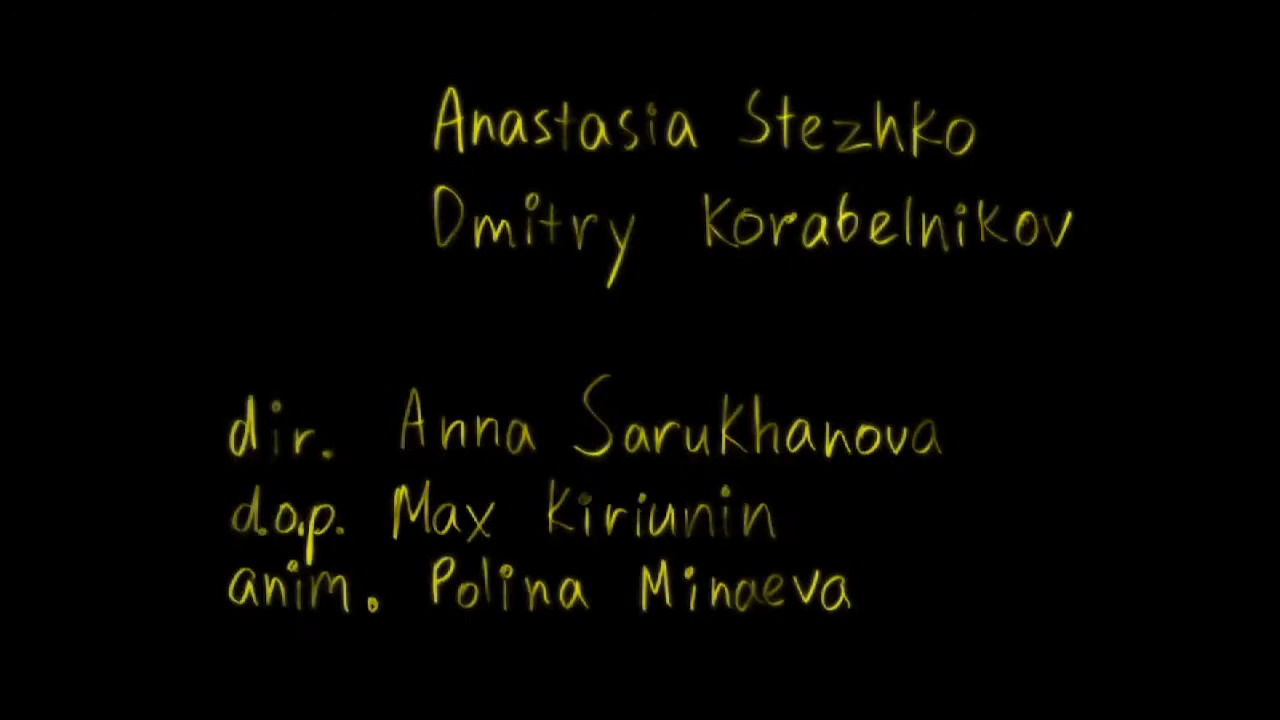 Anastasia Stezhko
Dmitry Korabelnikov
dir. Anna Sarukhanova
d.o.p. Max Kiriunin
anim. Polina Minaeva